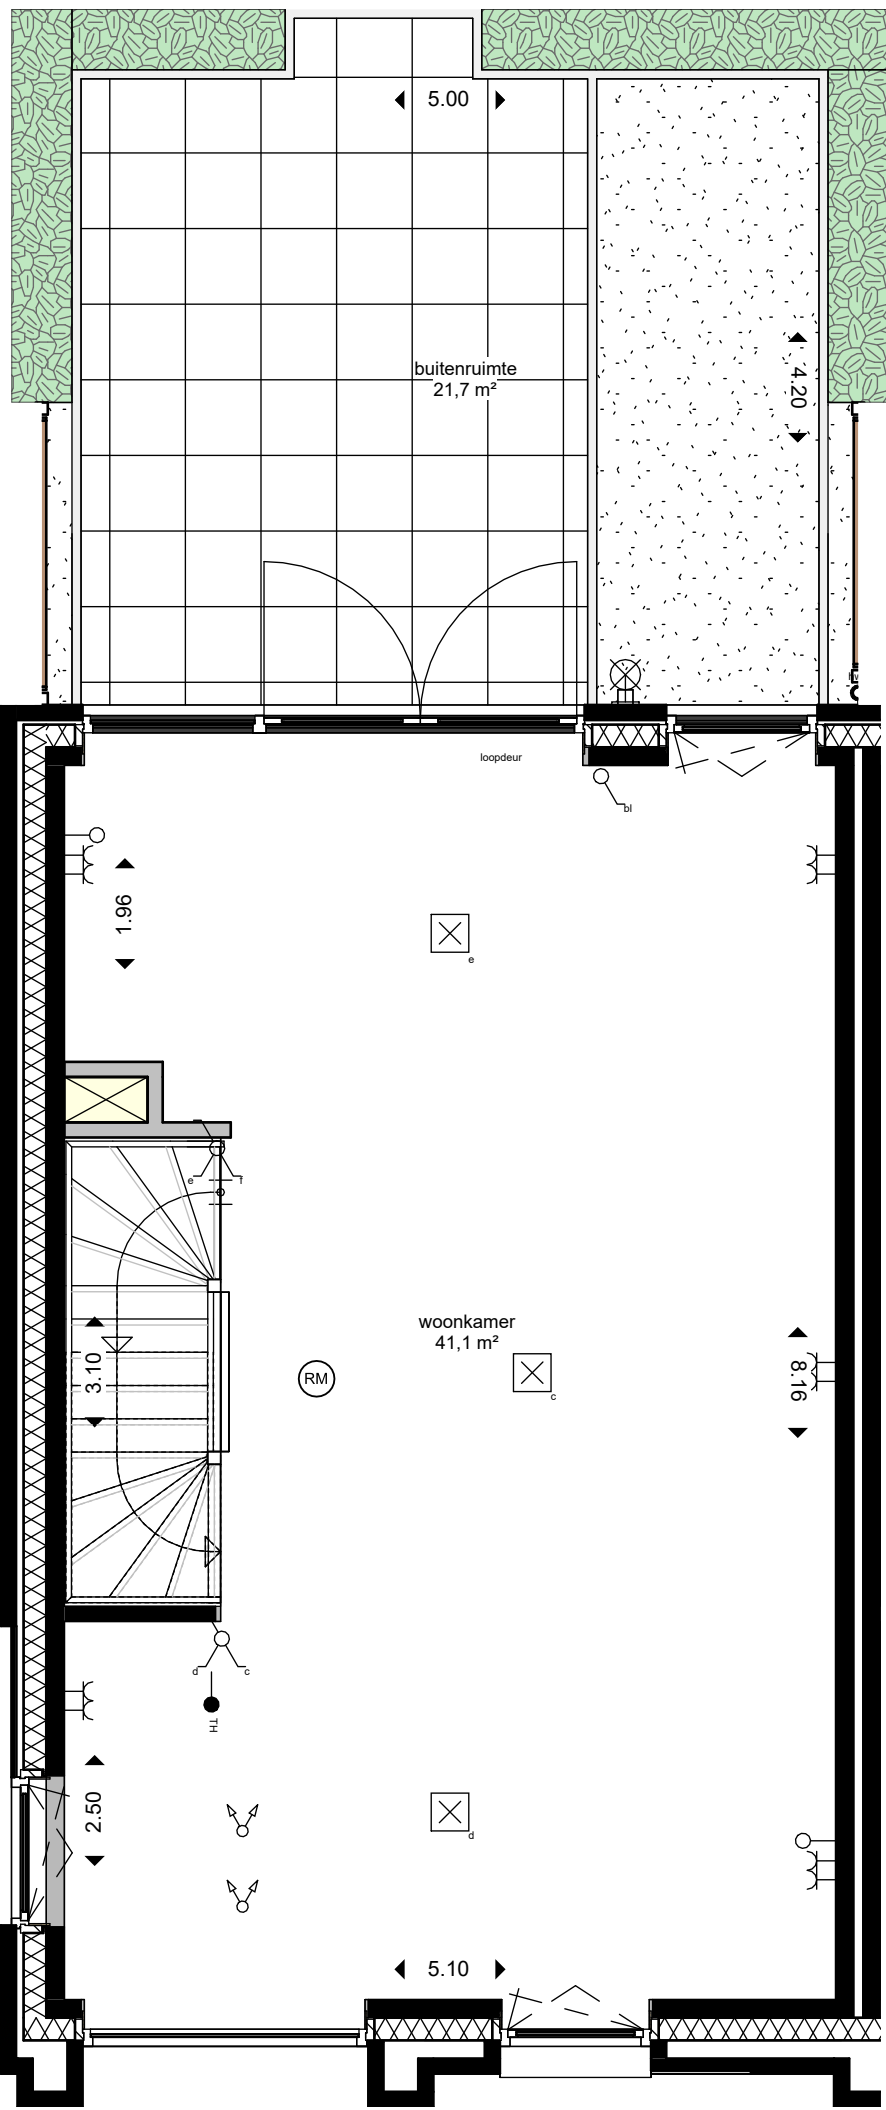 5.00
buitenruimte
21,7 m²
4.20
loopdeur
bl
1.96
e
e
f
woonkamer
41,1 m²
RM
c
3.10
8.16
d
c
TH
2.50
d
5.10